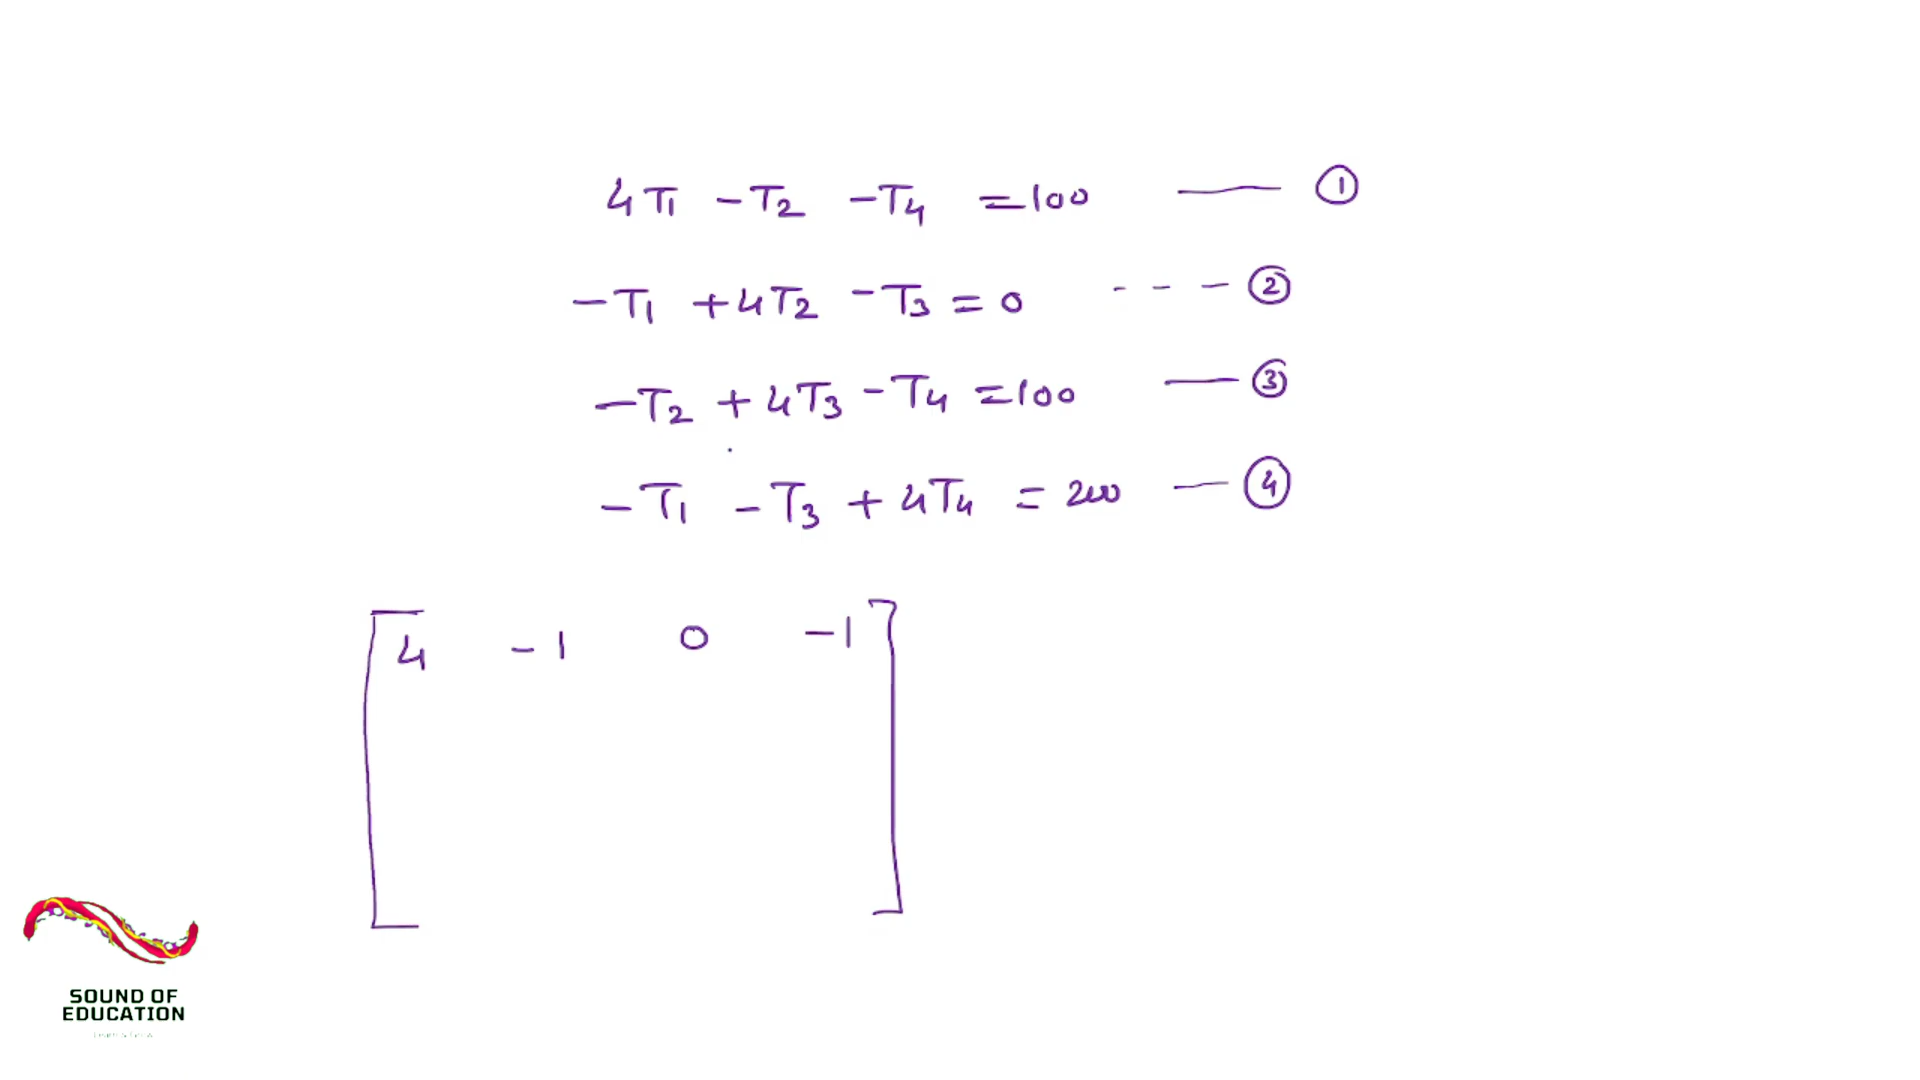 4T1 - T2 - T4 = 100 —— ①
-T1 + 4T2 - T3 = 0 --- ②
-T2 + 4T3 - T4 = 100 —— ③
-T1 - T3 + 4T4 = 200 — ④
4 -1 0 -1
SOUND OF
EDUCATION